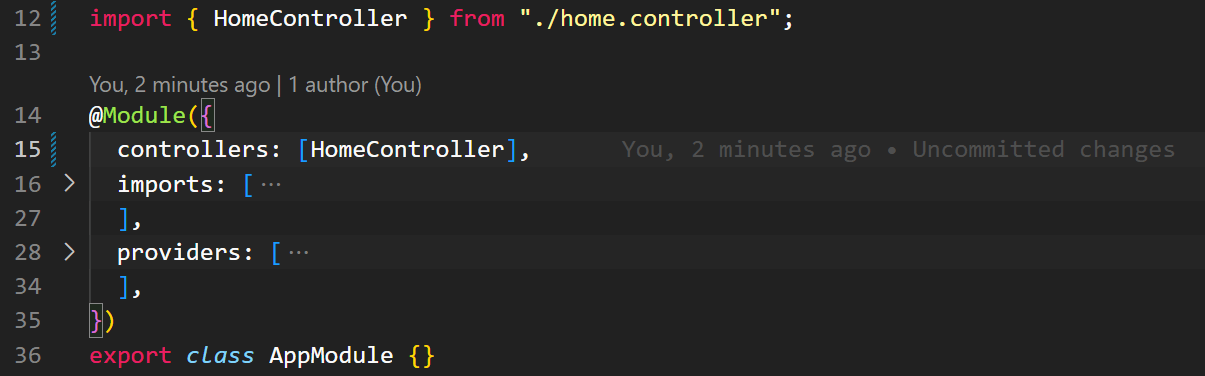 12 import { HomeController } from "./home.controller";
13
You, 2 minutes ago | 1 author (You)
14 @Module({
15 controllers: [HomeController], You, 2 minutes ago • Uncommitted changes
16 imports: [ ···
27 ],
28 providers: [ ···
34 ],
35 })
36 export class AppModule {}